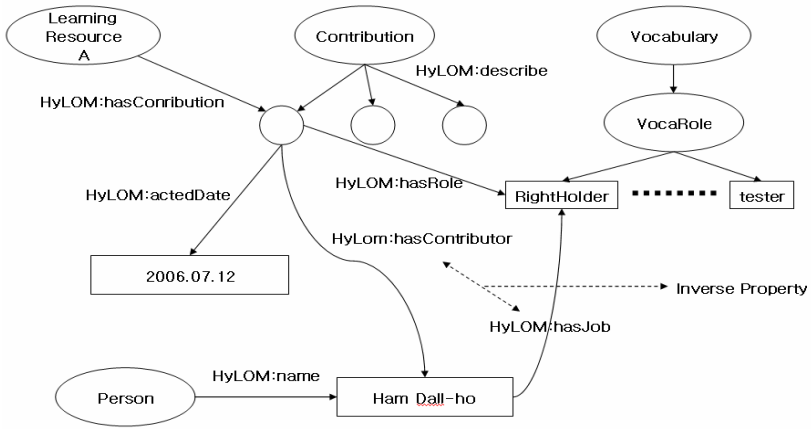 Learning
Resource
A
Contribution
Vocabulary
HyLOM:describe
HyLOM:hasConribution
VocaRole
HyLOM:hasRole
HyLOM:actedDate
RightHolder
tester
HyLom:hasContributor
2006.07.12
Inverse Property
HyLOM:hasJob
HyLOM:name
Person
Ham Dall-ho